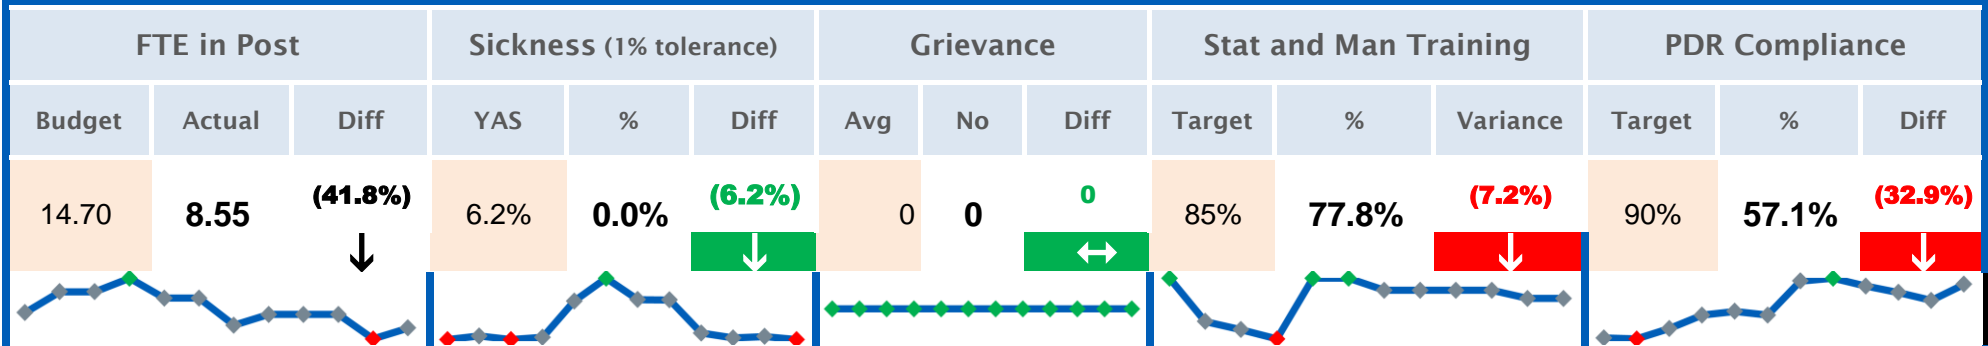 FTE in Post Sickness (1% tolerance) Grievance Stat and Man Training PDR Compliance
Budget Actual Diff YAS % Diff Avg No Diff Target % Variance Target % Diff
14.70 8.55 (41.8%) 6.2% 0.0% (6.2%) 0 0 0 85% 77.8% (7.2%) 90% 57.1% (32.9%)